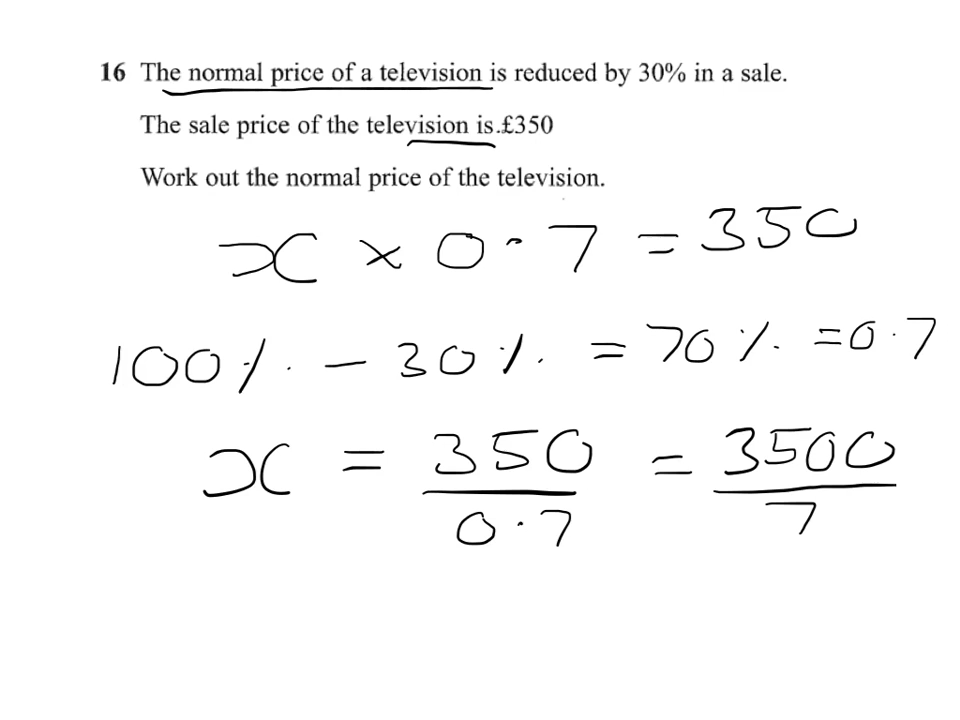 16 The normal price of a television is reduced by 30% in a sale.
The sale price of the television is £350
Work out the normal price of the television.
x × 0·7 = 350
100% - 30% = 70% = 0·7
x = 350/0·7 = 3500/7